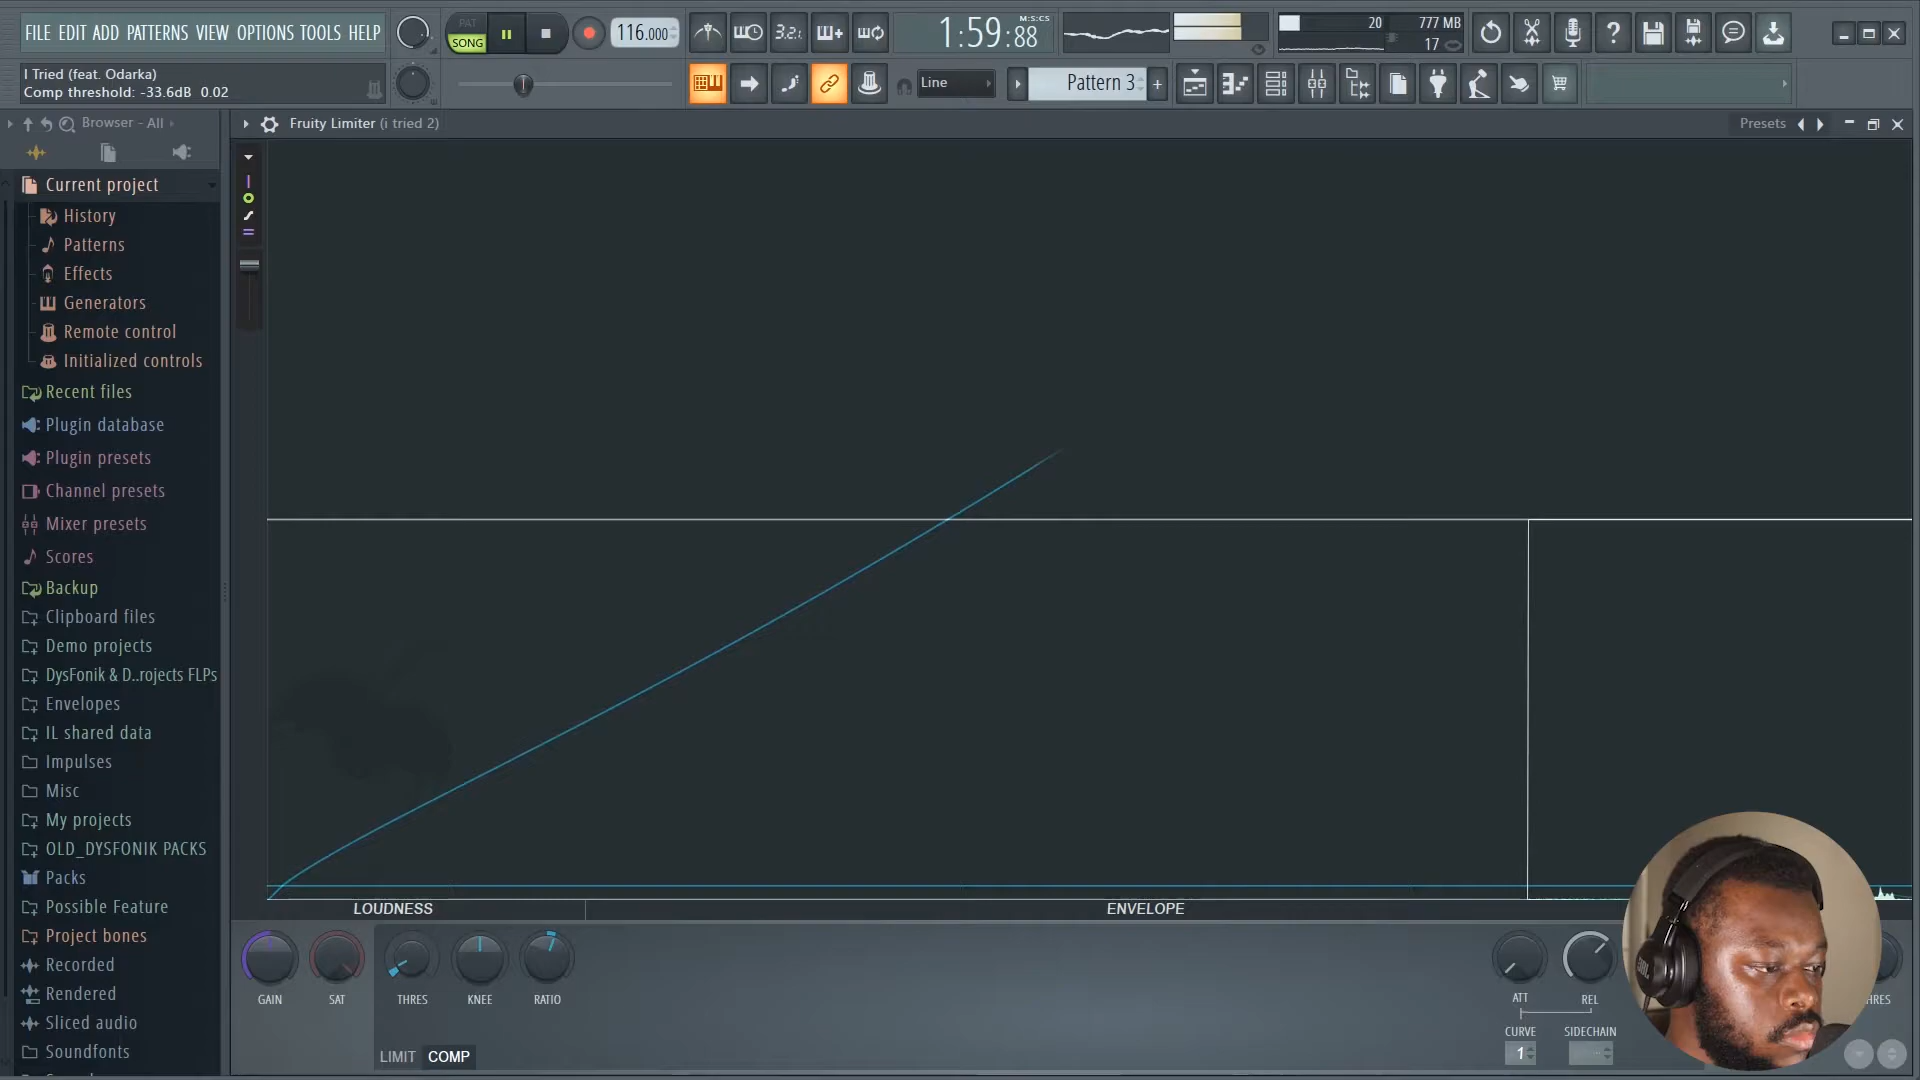 FILE EDIT ADD PATTERNS VIEW OPTIONS TOOLS HELP
PAT
SONG
116.000
3.2.1
1:59:88
M:S:CS
20
777 MB
17
I Tried (feat. Odarka)
Comp threshold: -33.6dB 0.02
Line
Pattern 3
Browser - All
Fruity Limiter (i tried 2)
Presets
Current project
History
Patterns
Effects
Generators
Remote control
Initialized controls
Recent files
Plugin database
Plugin presets
Channel presets
Mixer presets
Scores
Backup
Clipboard files
Demo projects
DysFonik & D..rojects FLPs
Envelopes
IL shared data
Impulses
Misc
My projects
OLD_DYSFONIK PACKS
Packs
Possible Feature
Project bones
Recorded
Rendered
Sliced audio
Soundfonts
LOUDNESS
ENVELOPE
GAIN
SAT
THRES
KNEE
RATIO
ATT
REL
CURVE
SIDECHAIN
1
LIMIT
COMP